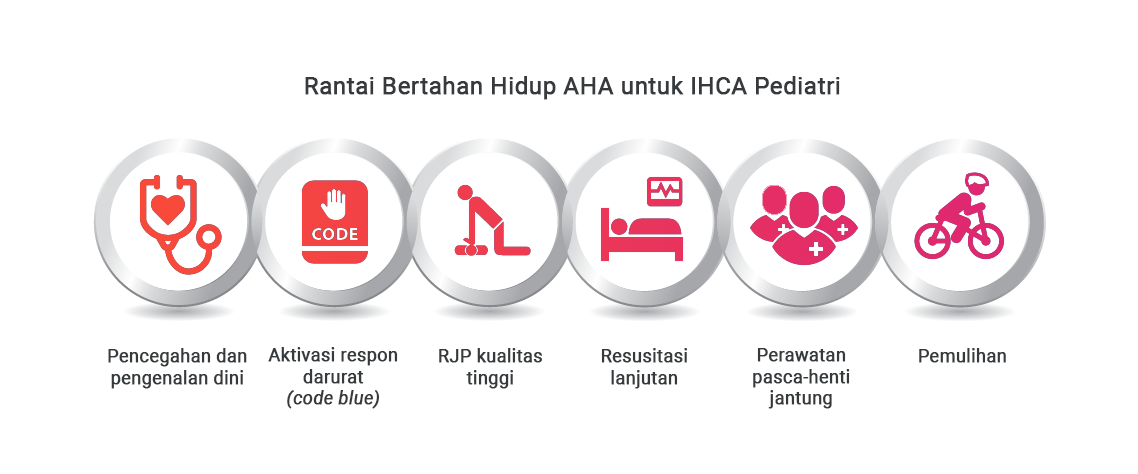 Rantai Bertahan Hidup AHA untuk IHCA Pediatri
CODE
Pencegahan dan
pengenalan dini
Aktivasi respon
darurat
(code blue)
RJP kualitas
tinggi
Resusitasi
lanjutan
Perawatan
pasca-henti
jantung
Pemulihan